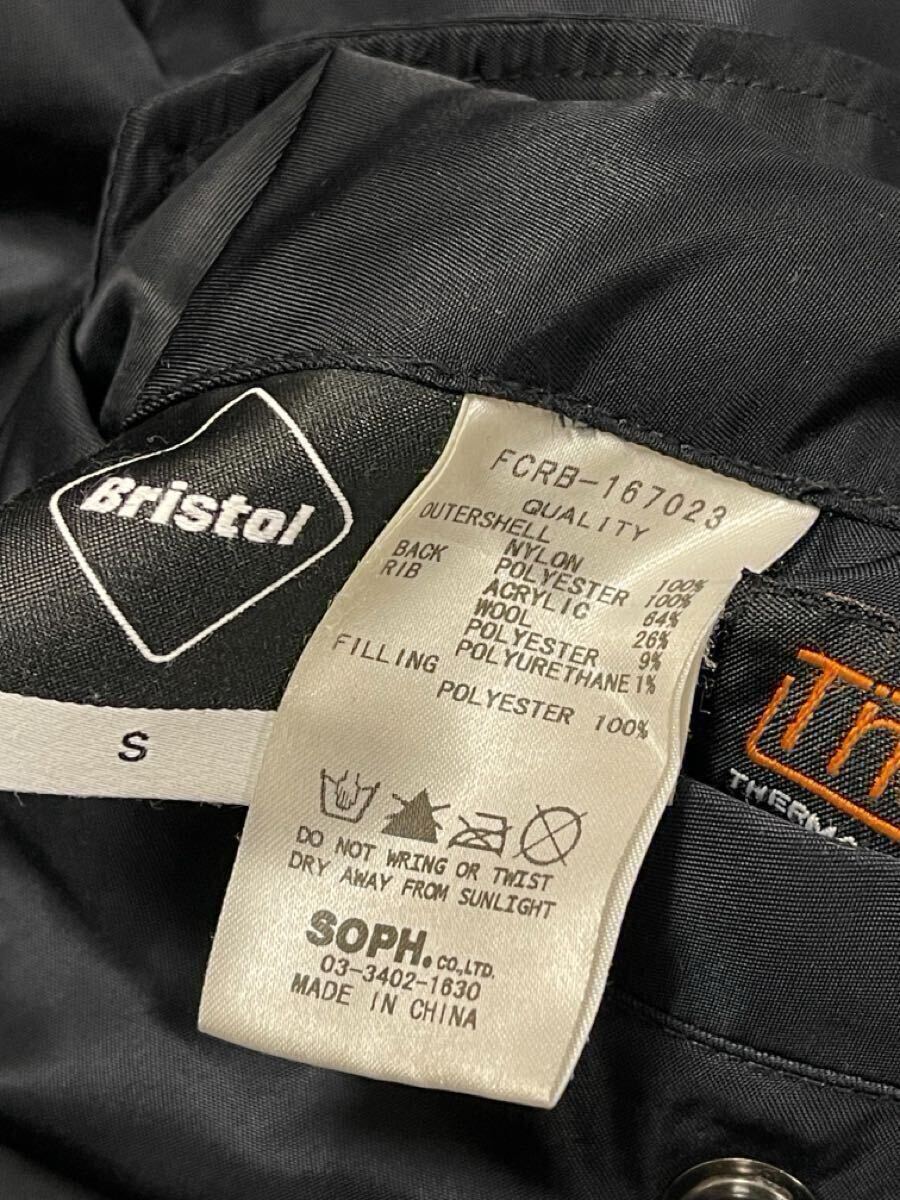 Bristol
S
FCRB-167023
QUALITY
OUTERSHELL
NYLON 100%
BACK POLYESTER 100%
RIB ACRYLIC 64%
WOOL 26%
POLYESTER 9%
POLYURETHANE 1%
FILLING
POLYESTER 100%
DO NOT WRING OR TWIST
DRY AWAY FROM SUNLIGHT
SOPH. CO.,LTD.
03-3402-1630
MADE IN CHINA